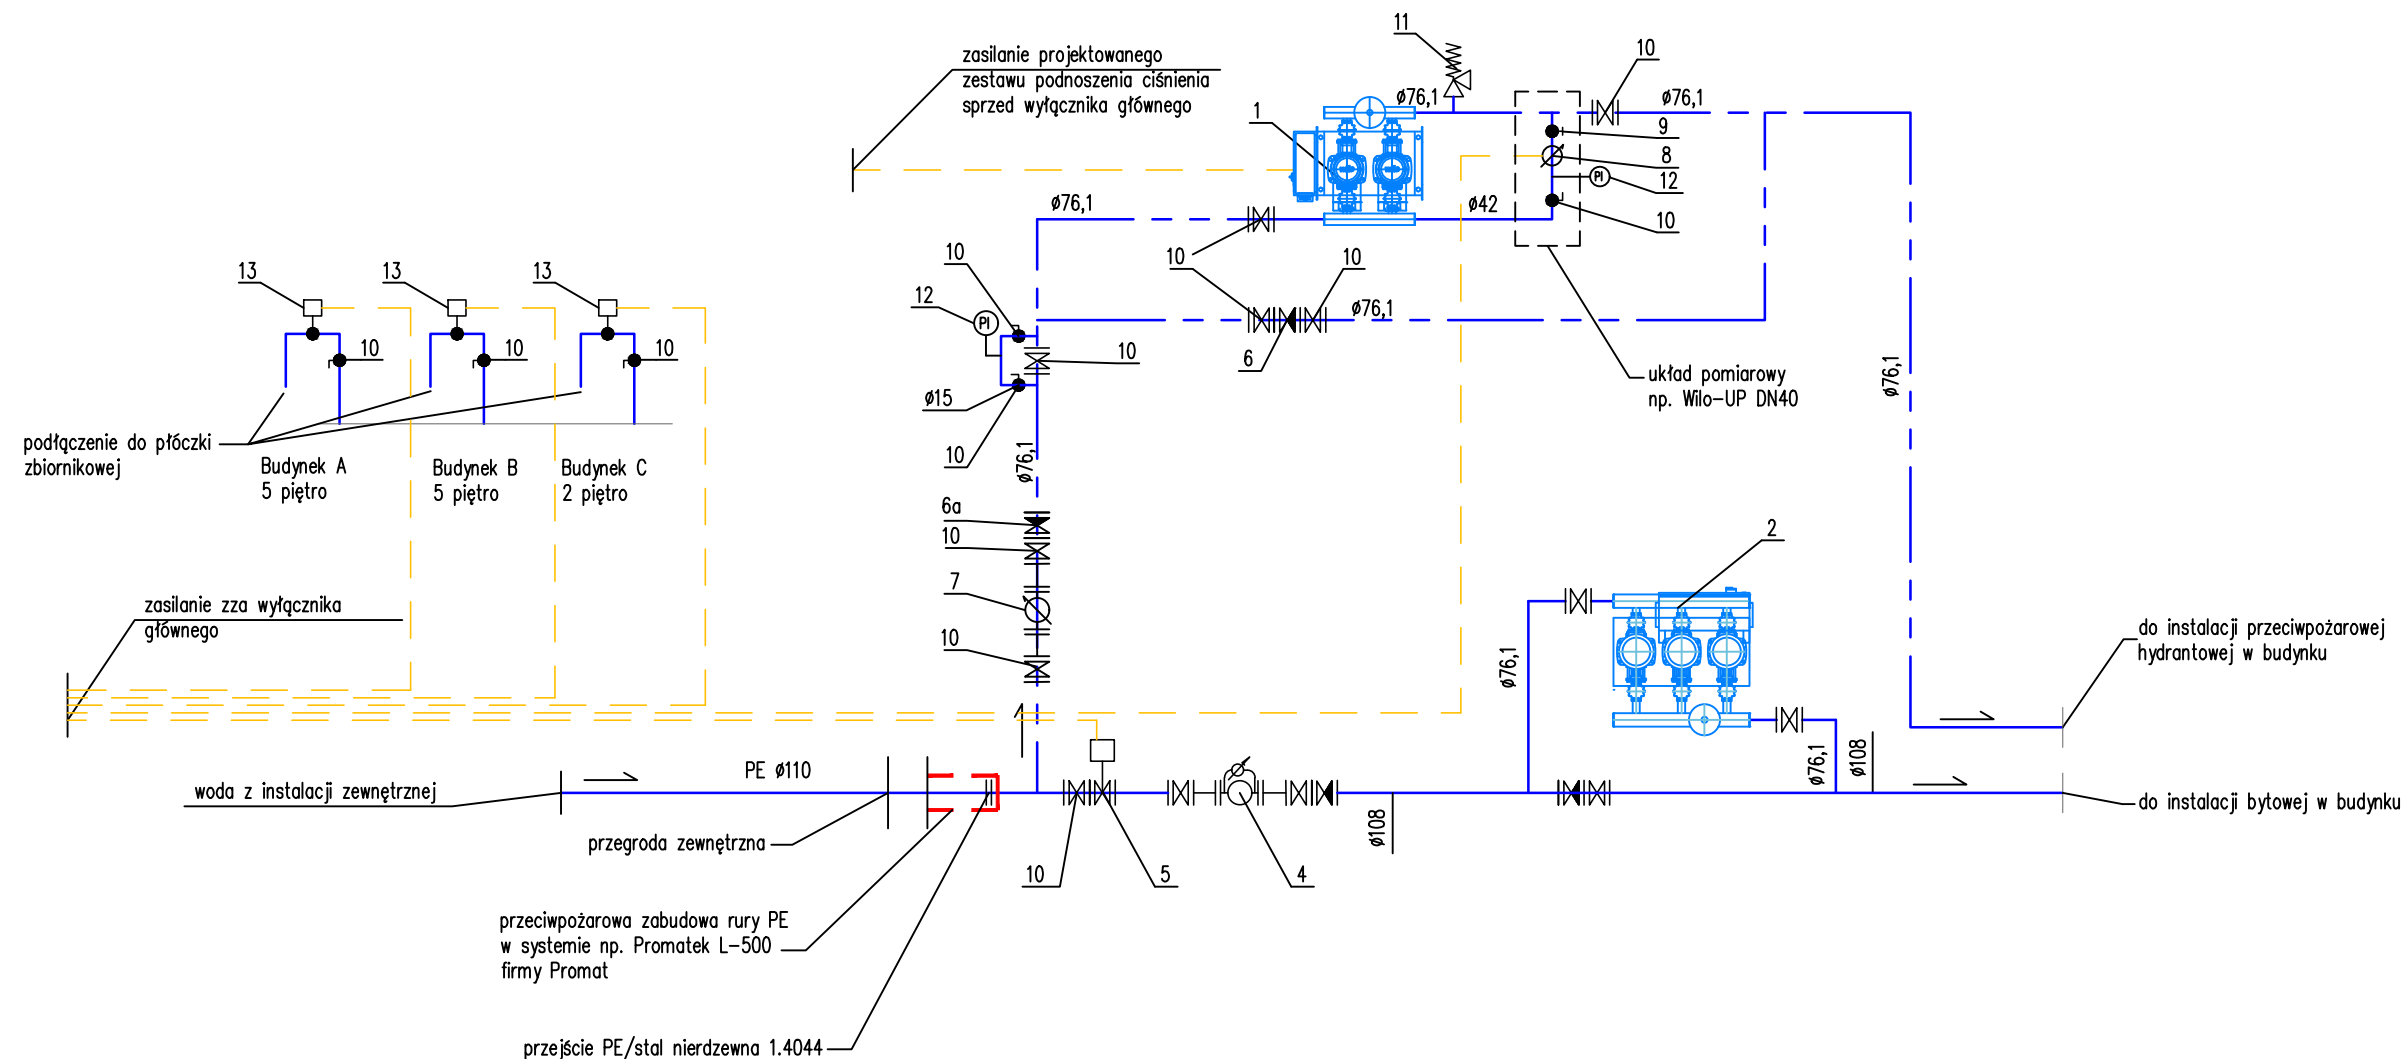 11
zasilanie projektowanego
zestawu podnoszenia ciśnienia
sprzed wyłącznika głównego
10
1
ø76,1
ø76,1
9
8
12
PI
10
ø76,1
ø42
10
10
10
13
13
13
12
PI
ø76,1
6
10
10
10
10
ø15
10
ø76,1
układ pomiarowy
np. Wilo-UP DN40
ø76,1
podłączenie do płóczki
zbiornikowej
Budynek A
5 piętro
Budynek B
5 piętro
Budynek C
2 piętro
6a
10
7
10
2
zasilanie zza wyłącznika
głównego
do instalacji przeciwpożarowej
hydrantowej w budynku
ø76,1
ø76,1
ø108
PE ø110
woda z instalacji zewnętrznej
do instalacji bytowej w budynku
przegroda zewnętrzna
ø108
10
5
4
przeciwpożarowa zabudowa rury PE
w systemie np. Promatek L-500
firmy Promat
przejście PE/stal nierdzewna 1.4044